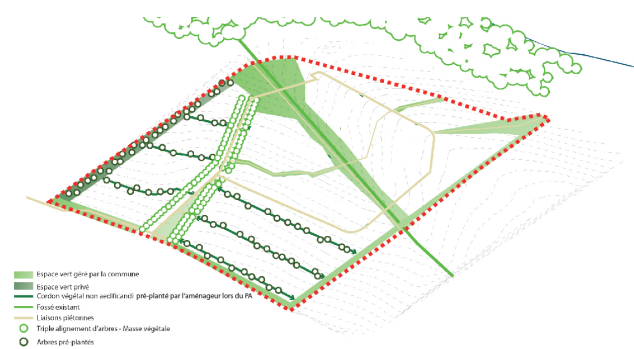 Espace vert géré par la commune
Espace vert privé
Cordon végétal non aedificandi pré-planté par l'aménageur lors du PA
Fossé existant
Liaisons piétonnes
Triple alignement d'arbres - Masse végétale
Arbres pré-plantés